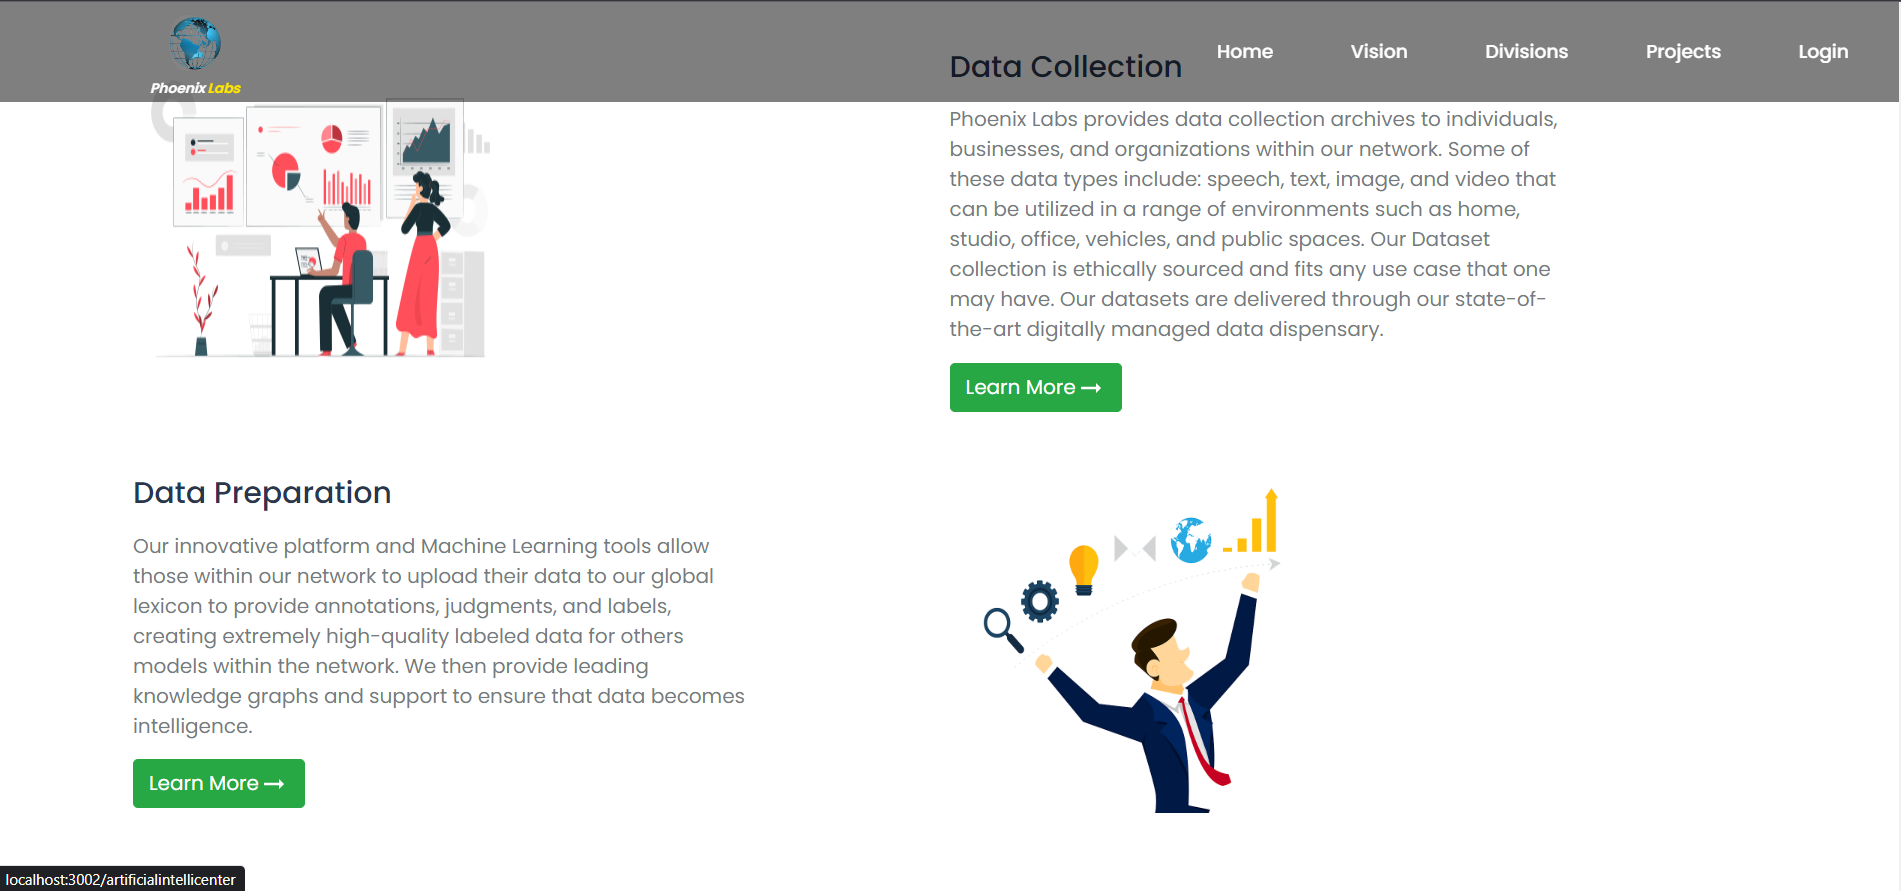 Phoenix Labs
Home
Vision
Divisions
Projects
Login
Data Collection
Phoenix Labs provides data collection archives to individuals,
businesses, and organizations within our network. Some of
these data types include: speech, text, image, and video that
can be utilized in a range of environments such as home,
studio, office, vehicles, and public spaces. Our Dataset
collection is ethically sourced and fits any use case that one
may have. Our datasets are delivered through our state-of-
the-art digitally managed data dispensary.
Learn More →
Data Preparation
Our innovative platform and Machine Learning tools allow
those within our network to upload their data to our global
lexicon to provide annotations, judgments, and labels,
creating extremely high-quality labeled data for others
models within the network. We then provide leading
knowledge graphs and support to ensure that data becomes
intelligence.
Learn More →
localhost:3002/artificialintellicenter